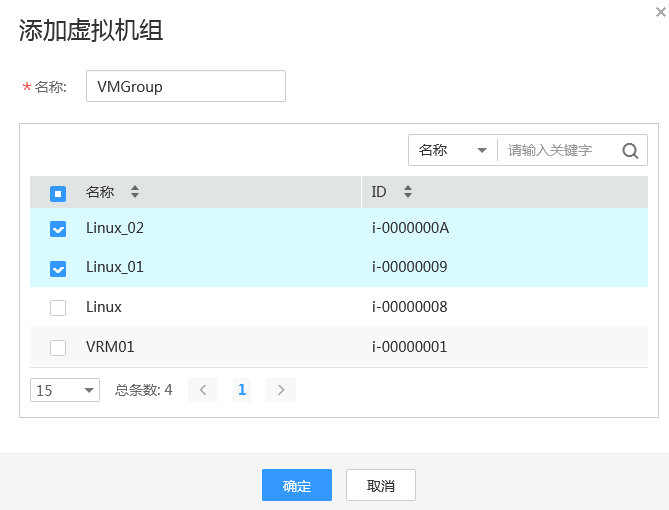 添加虚拟机组
* 名称: VMGroup
名称 请输入关键字
名称 ID
Linux_02 i-0000000A
Linux_01 i-00000009
Linux i-00000008
VRM01 i-00000001
15 总条数: 4 < 1 >
确定 取消